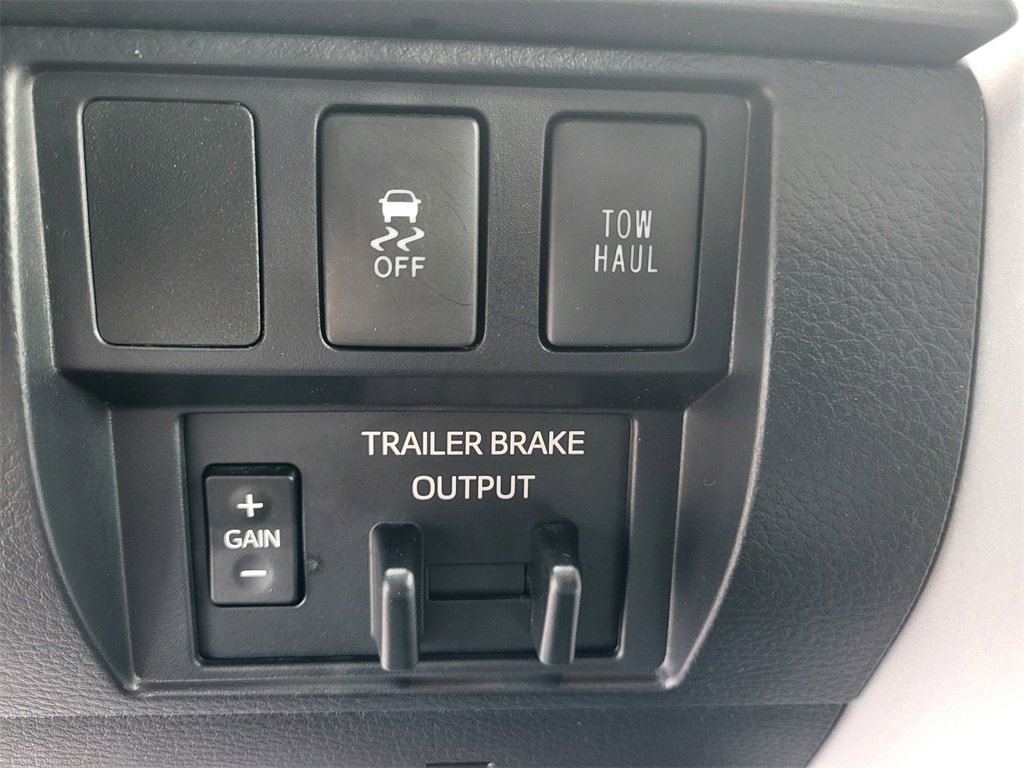 OFF
TOW
HAUL
TRAILER BRAKE
OUTPUT
+
GAIN
-